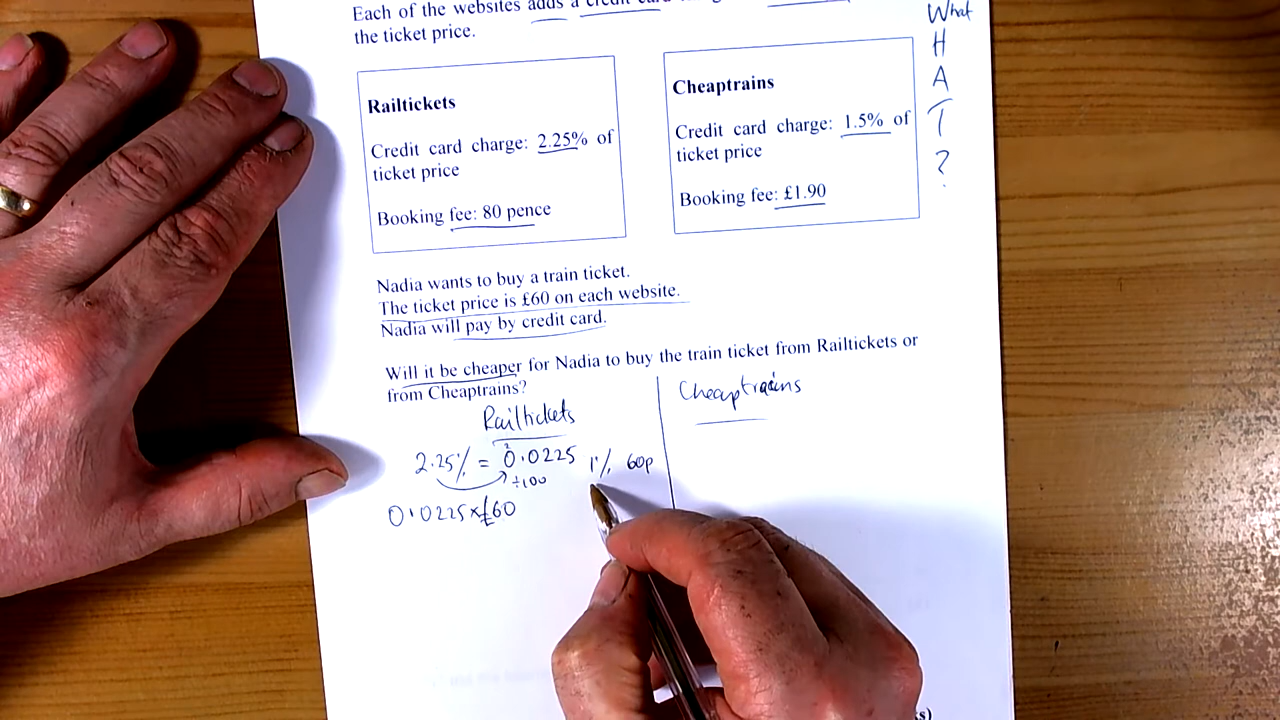 Each of the websites adds a credit card
the ticket price.
What
H
A
T
?
Railtickets
Credit card charge: 2.25% of
ticket price
Booking fee: 80 pence
Cheaptrains
Credit card charge: 1.5% of
ticket price
Booking fee: £1.90
Nadia wants to buy a train ticket.
The ticket price is £60 on each website.
Nadia will pay by credit card.
Will it be cheaper for Nadia to buy the train ticket from Railtickets or
from Cheaptrains?
Railtickets
2.25% = 0.0225
÷100
1% 60p
0.0225×£60
Cheaptrains